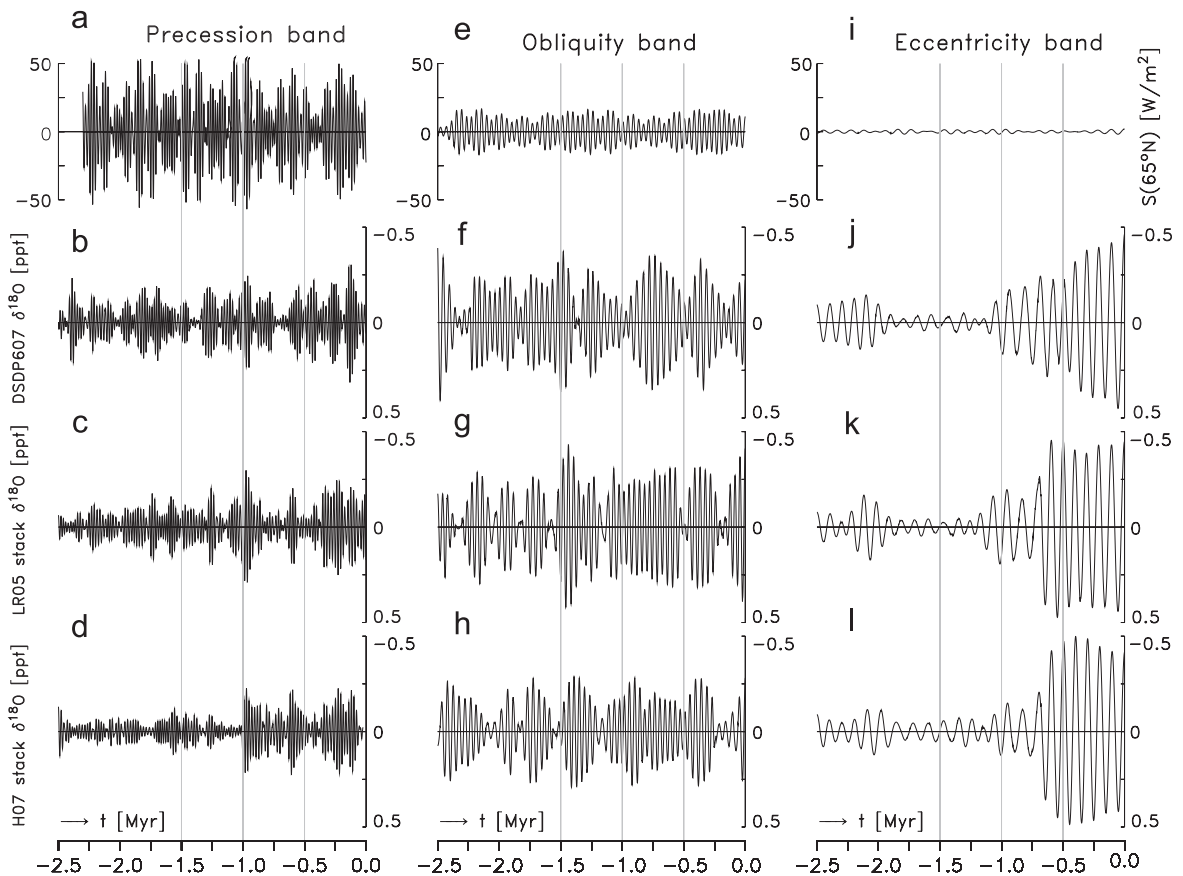 a
Precession band
e
Obliquity band
i
Eccentricity band
50
0
−50
50
0
−50
50
0
−50
S(65°N) [W/m²]
b
−0.5
0
0.5
f
−0.5
0
0.5
j
−0.5
0
0.5
DSDP607 δ¹⁸O [ppt]
c
−0.5
0
0.5
g
−0.5
0
0.5
k
−0.5
0
0.5
LR05 stack δ¹⁸O [ppt]
d
−0.5
0
0.5
h
−0.5
0
0.5
l
−0.5
0
0.5
H07 stack δ¹⁸O [ppt]
→ t [Myr]
→ t [Myr]
→ t [Myr]
−2.5 −2.0 −1.5 −1.0 −0.5 0.0
−2.5 −2.0 −1.5 −1.0 −0.5 0.0
−2.5 −2.0 −1.5 −1.0 −0.5 0.0